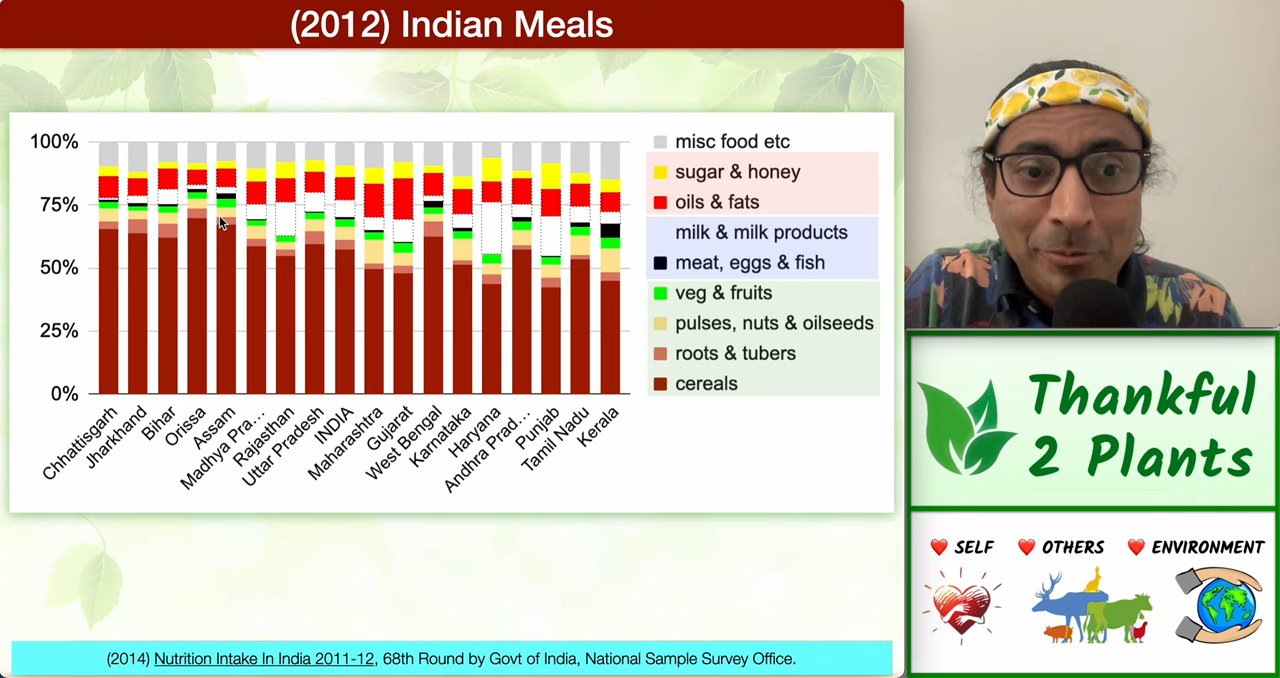 (2012) Indian Meals
100%
75%
50%
25%
0%
misc food etc
sugar & honey
oils & fats
milk & milk products
meat, eggs & fish
veg & fruits
pulses, nuts & oilseeds
roots & tubers
cereals
Chhattisgarh
Jharkhand
Bihar
Orissa
Assam
Madhya Pra…
Rajasthan
Uttar Pradesh
INDIA
Maharashtra
Gujarat
West Bengal
Karnataka
Haryana
Andhra Prad…
Punjab
Tamil Nadu
Kerala
(2014) Nutrition Intake In India 2011-12, 68th Round by Govt of India, National Sample Survey Office.
Thankful
2 Plants
SELF
OTHERS
ENVIRONMENT